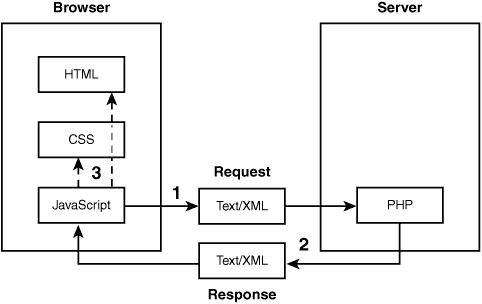 Browser
Server
HTML
CSS
3
JavaScript
1
Request
Text/XML
PHP
2
Text/XML
Response